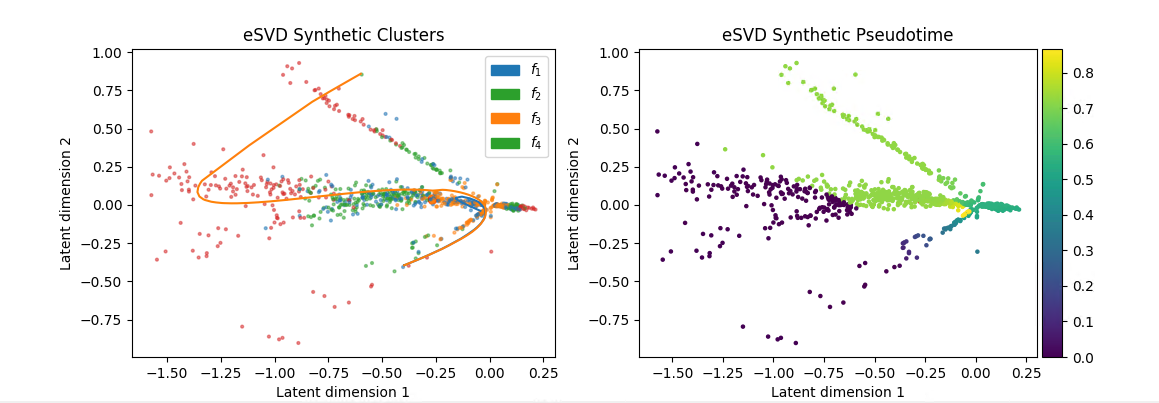 eSVD Synthetic Clusters
1.00
0.75
0.50
0.25
0.00
−0.25
−0.50
−0.75
Latent dimension 2
f1
f2
f3
f4
−1.50 −1.25 −1.00 −0.75 −0.50 −0.25 0.00 0.25
Latent dimension 1
eSVD Synthetic Pseudotime
1.00
0.75
0.50
0.25
0.00
−0.25
−0.50
−0.75
Latent dimension 2
−1.50 −1.25 −1.00 −0.75 −0.50 −0.25 0.00 0.25
Latent dimension 1
0.8
0.7
0.6
0.5
0.4
0.3
0.2
0.1
0.0